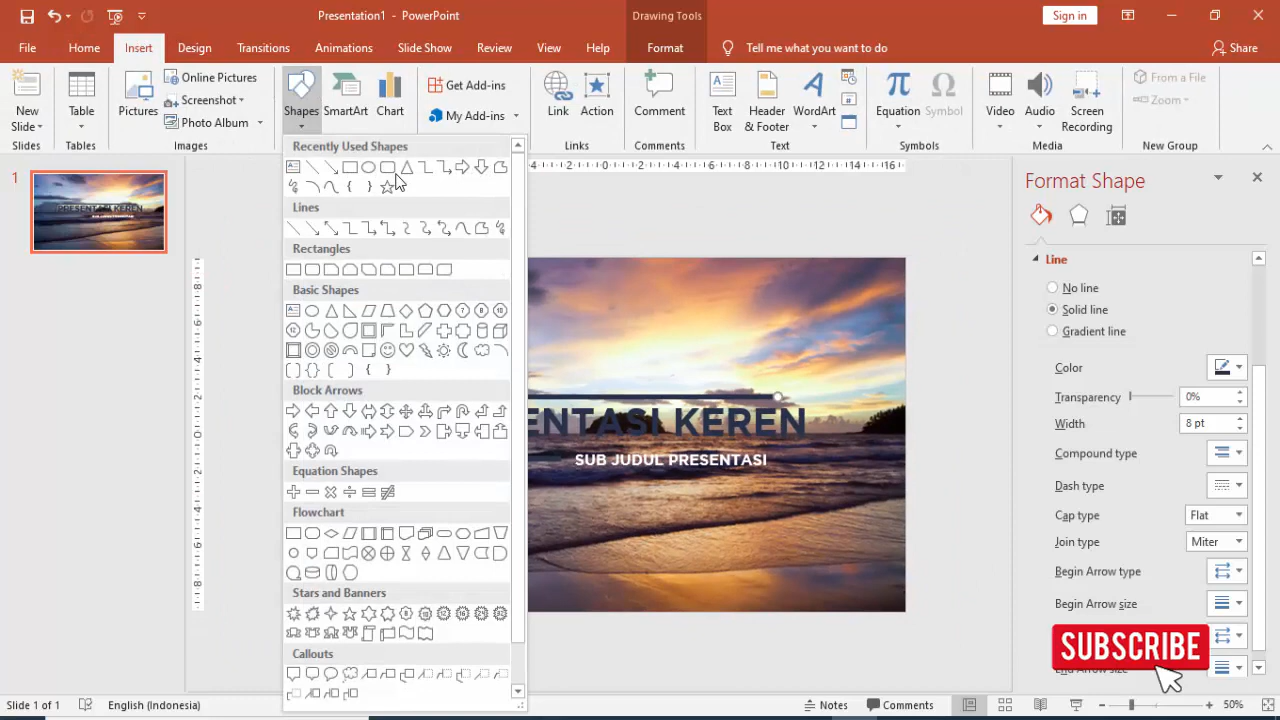 Presentation1 - PowerPoint
Drawing Tools
Sign in
File
Home
Insert
Design
Transitions
Animations
Slide Show
Review
View
Help
Format
Tell me what you want to do
Share
New Slide
Table
Pictures
Online Pictures
Screenshot
Photo Album
Shapes
SmartArt
Chart
Get Add-ins
My Add-ins
Link
Action
Comment
Text Box
Header & Footer
WordArt
Equation
Symbol
Video
Audio
Screen Recording
From a File
Zoom
Tables
Images
Links
Comments
Text
Media
New Group
Recently Used Shapes
Lines
Rectangles
Basic Shapes
Block Arrows
Equation Shapes
Flowchart
Stars and Banners
Callouts
1
PRESENTASI KEREN
SUB JUDUL PRESENTASI
ENTASI KEREN
SUB JUDUL PRESENTASI
Format Shape
Line
No line
Solid line
Gradient line
Color
Transparency 0%
Width 8 pt
Compound type
Dash type
Cap type Flat
Join type Miter
Begin Arrow type
Begin Arrow size
SUBSCRIBE
Slide 1 of 1
English (Indonesia)
Notes
Comments
50%